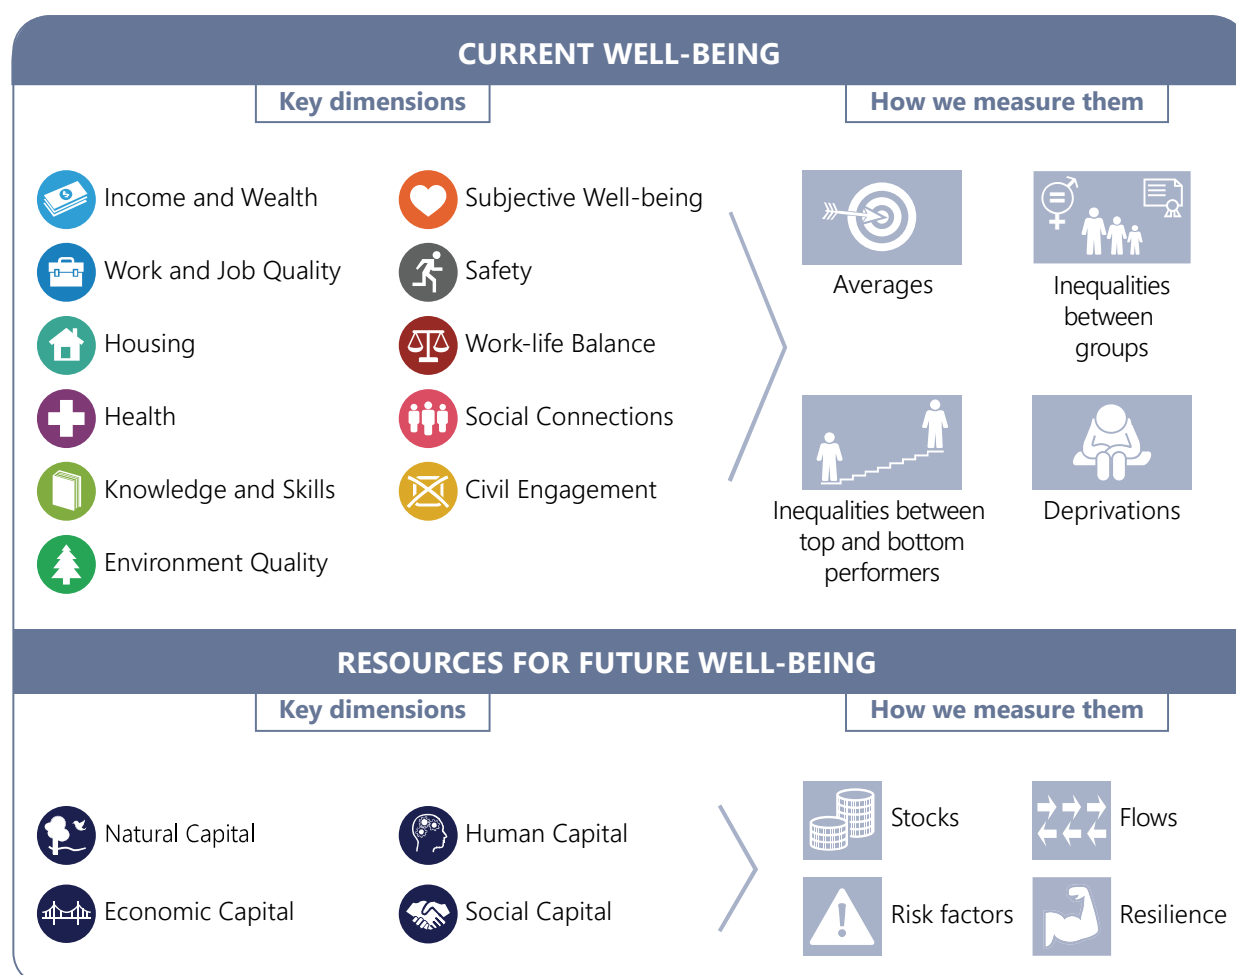 CURRENT WELL-BEING
Key dimensions
How we measure them
Income and Wealth
Subjective Well-being
Work and Job Quality
Safety
Housing
Work-life Balance
Health
Social Connections
Knowledge and Skills
Civil Engagement
Environment Quality
Averages
Inequalities
between
groups
Inequalities between
top and bottom
performers
Deprivations
RESOURCES FOR FUTURE WELL-BEING
Key dimensions
How we measure them
Natural Capital
Human Capital
Economic Capital
Social Capital
Stocks
Flows
Risk factors
Resilience